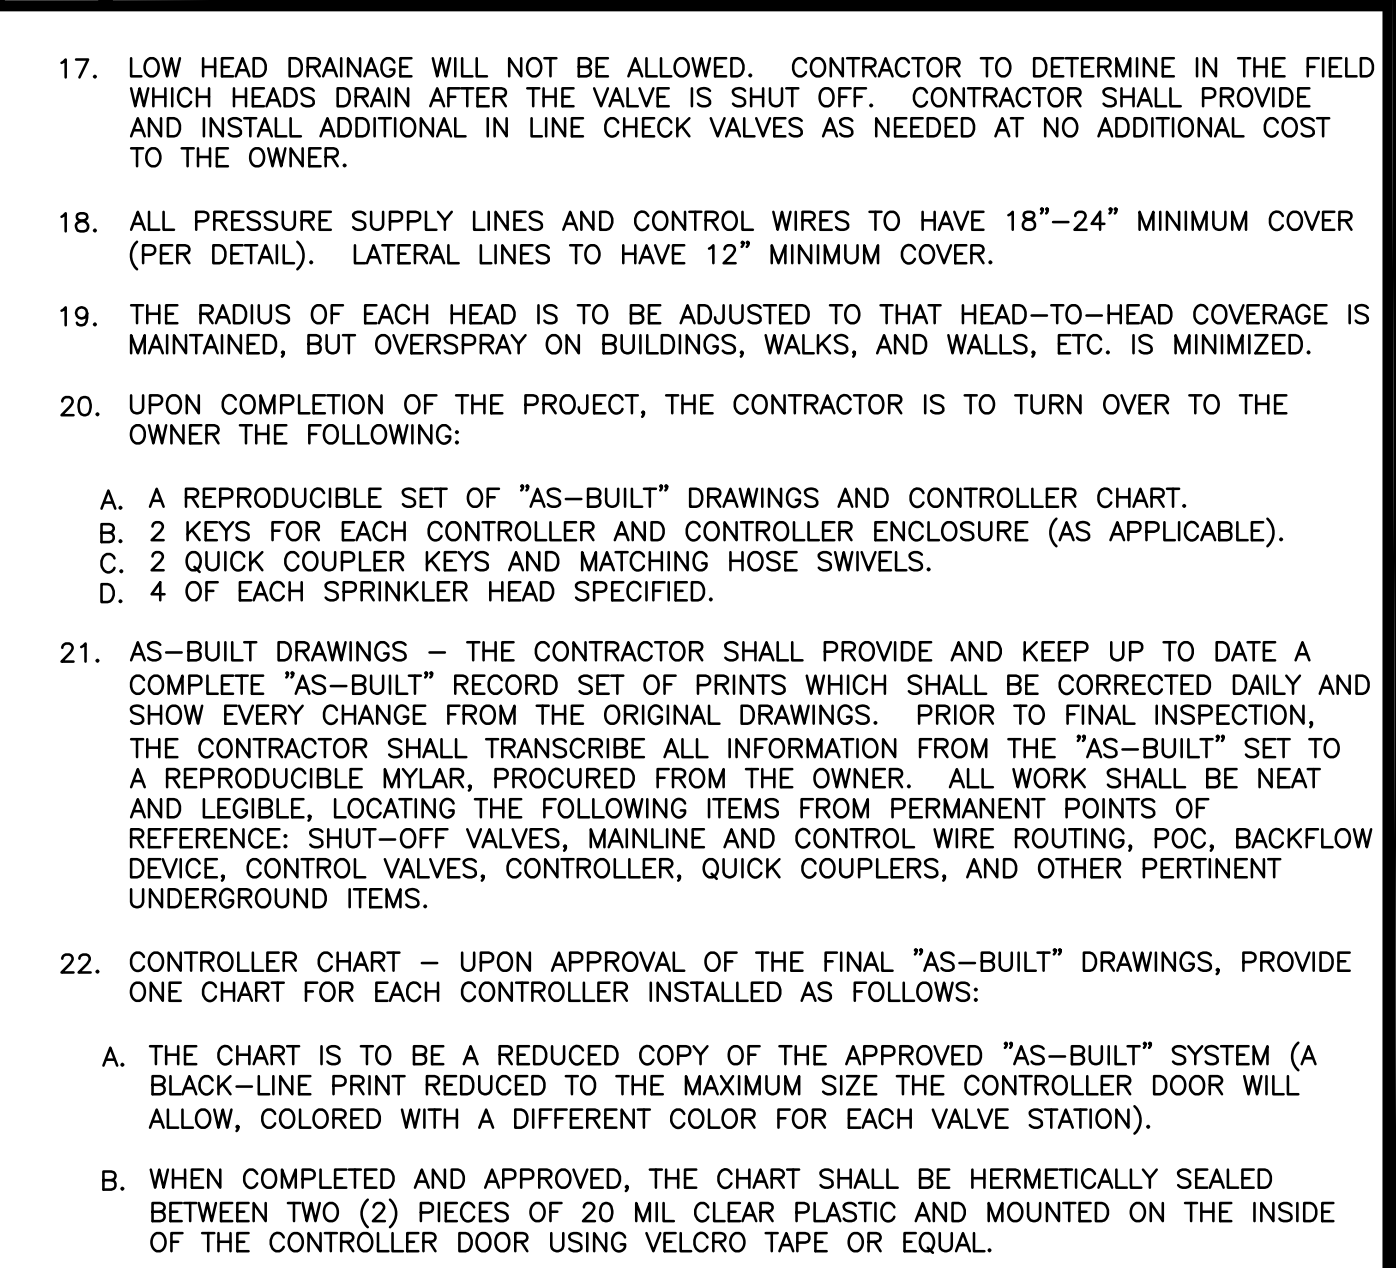 17. LOW HEAD DRAINAGE WILL NOT BE ALLOWED. CONTRACTOR TO DETERMINE IN THE FIELD
WHICH HEADS DRAIN AFTER THE VALVE IS SHUT OFF. CONTRACTOR SHALL PROVIDE
AND INSTALL ADDITIONAL IN LINE CHECK VALVES AS NEEDED AT NO ADDITIONAL COST
TO THE OWNER.
18. ALL PRESSURE SUPPLY LINES AND CONTROL WIRES TO HAVE 18"-24" MINIMUM COVER
(PER DETAIL). LATERAL LINES TO HAVE 12" MINIMUM COVER.
19. THE RADIUS OF EACH HEAD IS TO BE ADJUSTED TO THAT HEAD-TO-HEAD COVERAGE IS
MAINTAINED, BUT OVERSPRAY ON BUILDINGS, WALKS, AND WALLS, ETC. IS MINIMIZED.
20. UPON COMPLETION OF THE PROJECT, THE CONTRACTOR IS TO TURN OVER TO THE
OWNER THE FOLLOWING:
A. A REPRODUCIBLE SET OF "AS-BUILT" DRAWINGS AND CONTROLLER CHART.
B. 2 KEYS FOR EACH CONTROLLER AND CONTROLLER ENCLOSURE (AS APPLICABLE).
C. 2 QUICK COUPLER KEYS AND MATCHING HOSE SWIVELS.
D. 4 OF EACH SPRINKLER HEAD SPECIFIED.
21. AS-BUILT DRAWINGS - THE CONTRACTOR SHALL PROVIDE AND KEEP UP TO DATE A
COMPLETE "AS-BUILT" RECORD SET OF PRINTS WHICH SHALL BE CORRECTED DAILY AND
SHOW EVERY CHANGE FROM THE ORIGINAL DRAWINGS. PRIOR TO FINAL INSPECTION,
THE CONTRACTOR SHALL TRANSCRIBE ALL INFORMATION FROM THE "AS-BUILT" SET TO
A REPRODUCIBLE MYLAR, PROCURED FROM THE OWNER. ALL WORK SHALL BE NEAT
AND LEGIBLE, LOCATING THE FOLLOWING ITEMS FROM PERMANENT POINTS OF
REFERENCE: SHUT-OFF VALVES, MAINLINE AND CONTROL WIRE ROUTING, POC, BACKFLOW
DEVICE, CONTROL VALVES, CONTROLLER, QUICK COUPLERS, AND OTHER PERTINENT
UNDERGROUND ITEMS.
22. CONTROLLER CHART - UPON APPROVAL OF THE FINAL "AS-BUILT" DRAWINGS, PROVIDE
ONE CHART FOR EACH CONTROLLER INSTALLED AS FOLLOWS:
A. THE CHART IS TO BE A REDUCED COPY OF THE APPROVED "AS-BUILT" SYSTEM (A
BLACK-LINE PRINT REDUCED TO THE MAXIMUM SIZE THE CONTROLLER DOOR WILL
ALLOW, COLORED WITH A DIFFERENT COLOR FOR EACH VALVE STATION).
B. WHEN COMPLETED AND APPROVED, THE CHART SHALL BE HERMETICALLY SEALED
BETWEEN TWO (2) PIECES OF 20 MIL CLEAR PLASTIC AND MOUNTED ON THE INSIDE
OF THE CONTROLLER DOOR USING VELCRO TAPE OR EQUAL.